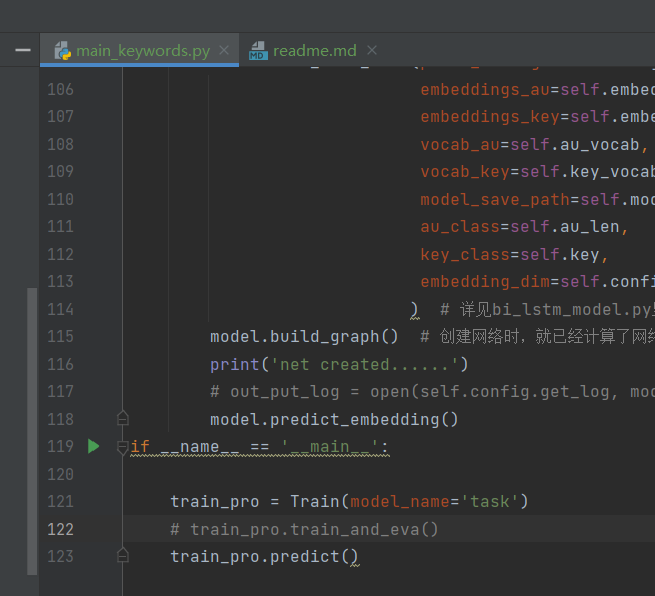 main_keywords.py
readme.md
106 embeddings_au=self.embed
107 embeddings_key=self.embe
108 vocab_au=self.au_vocab,
109 vocab_key=self.key_vocab
110 model_save_path=self.mod
111 au_class=self.au_len,
112 key_class=self.key,
113 embedding_dim=self.confi
114 ) # 详见bi_lstm_model.py
115 model.build_graph() # 创建网络时，就已经计算了网络
116 print('net created......')
117 # out_put_log = open(self.config.get_log, mod
118 model.predict_embedding()
119 if __name__ == '__main__':
120
121 train_pro = Train(model_name='task')
122 # train_pro.train_and_eva()
123 train_pro.predict()